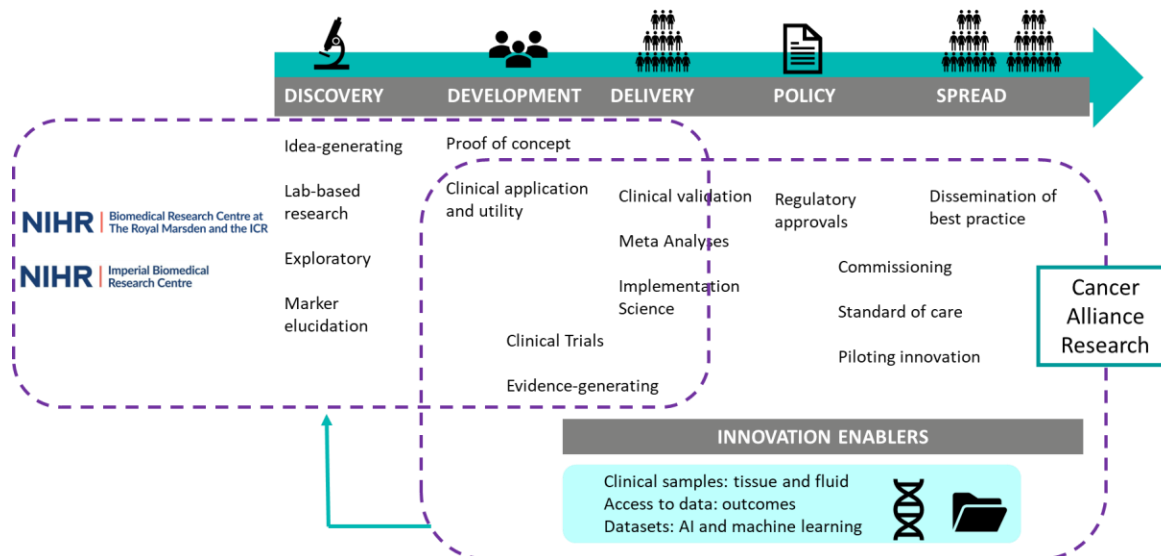 DISCOVERY DEVELOPMENT DELIVERY POLICY SPREAD
Idea-generating
Lab-based
research
Exploratory
Marker
elucidation
Proof of concept
Clinical application
and utility
Clinical Trials
Evidence-generating
Clinical validation
Meta Analyses
Implementation
Science
Regulatory
approvals
Dissemination of
best practice
Commissioning
Standard of care
Piloting innovation
NIHR | Biomedical Research Centre at
The Royal Marsden and the ICR
NIHR | Imperial Biomedical
Research Centre
Cancer
Alliance
Research
INNOVATION ENABLERS
Clinical samples: tissue and fluid
Access to data: outcomes
Datasets: AI and machine learning